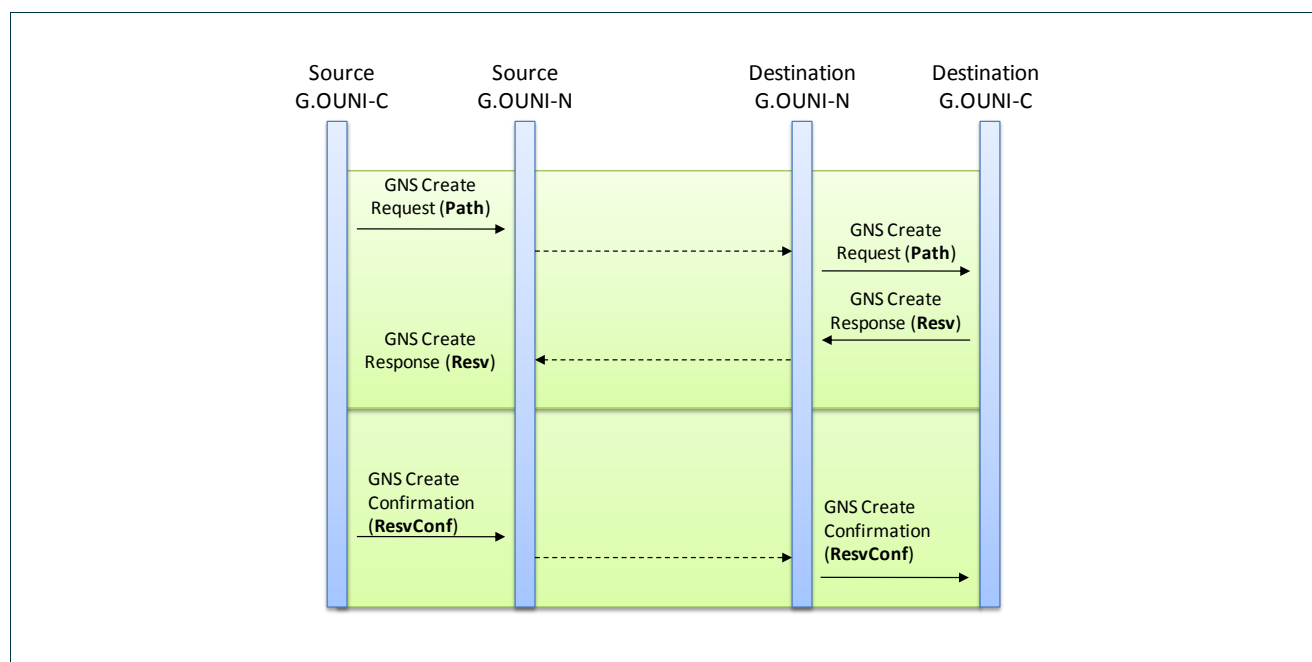 Source
G.OUNI-C
Source
G.OUNI-N
Destination
G.OUNI-N
Destination
G.OUNI-C
GNS Create
Request (Path)
GNS Create
Request (Path)
GNS Create
Response (Resv)
GNS Create
Response (Resv)
GNS Create
Confirmation
(ResvConf)
GNS Create
Confirmation
(ResvConf)